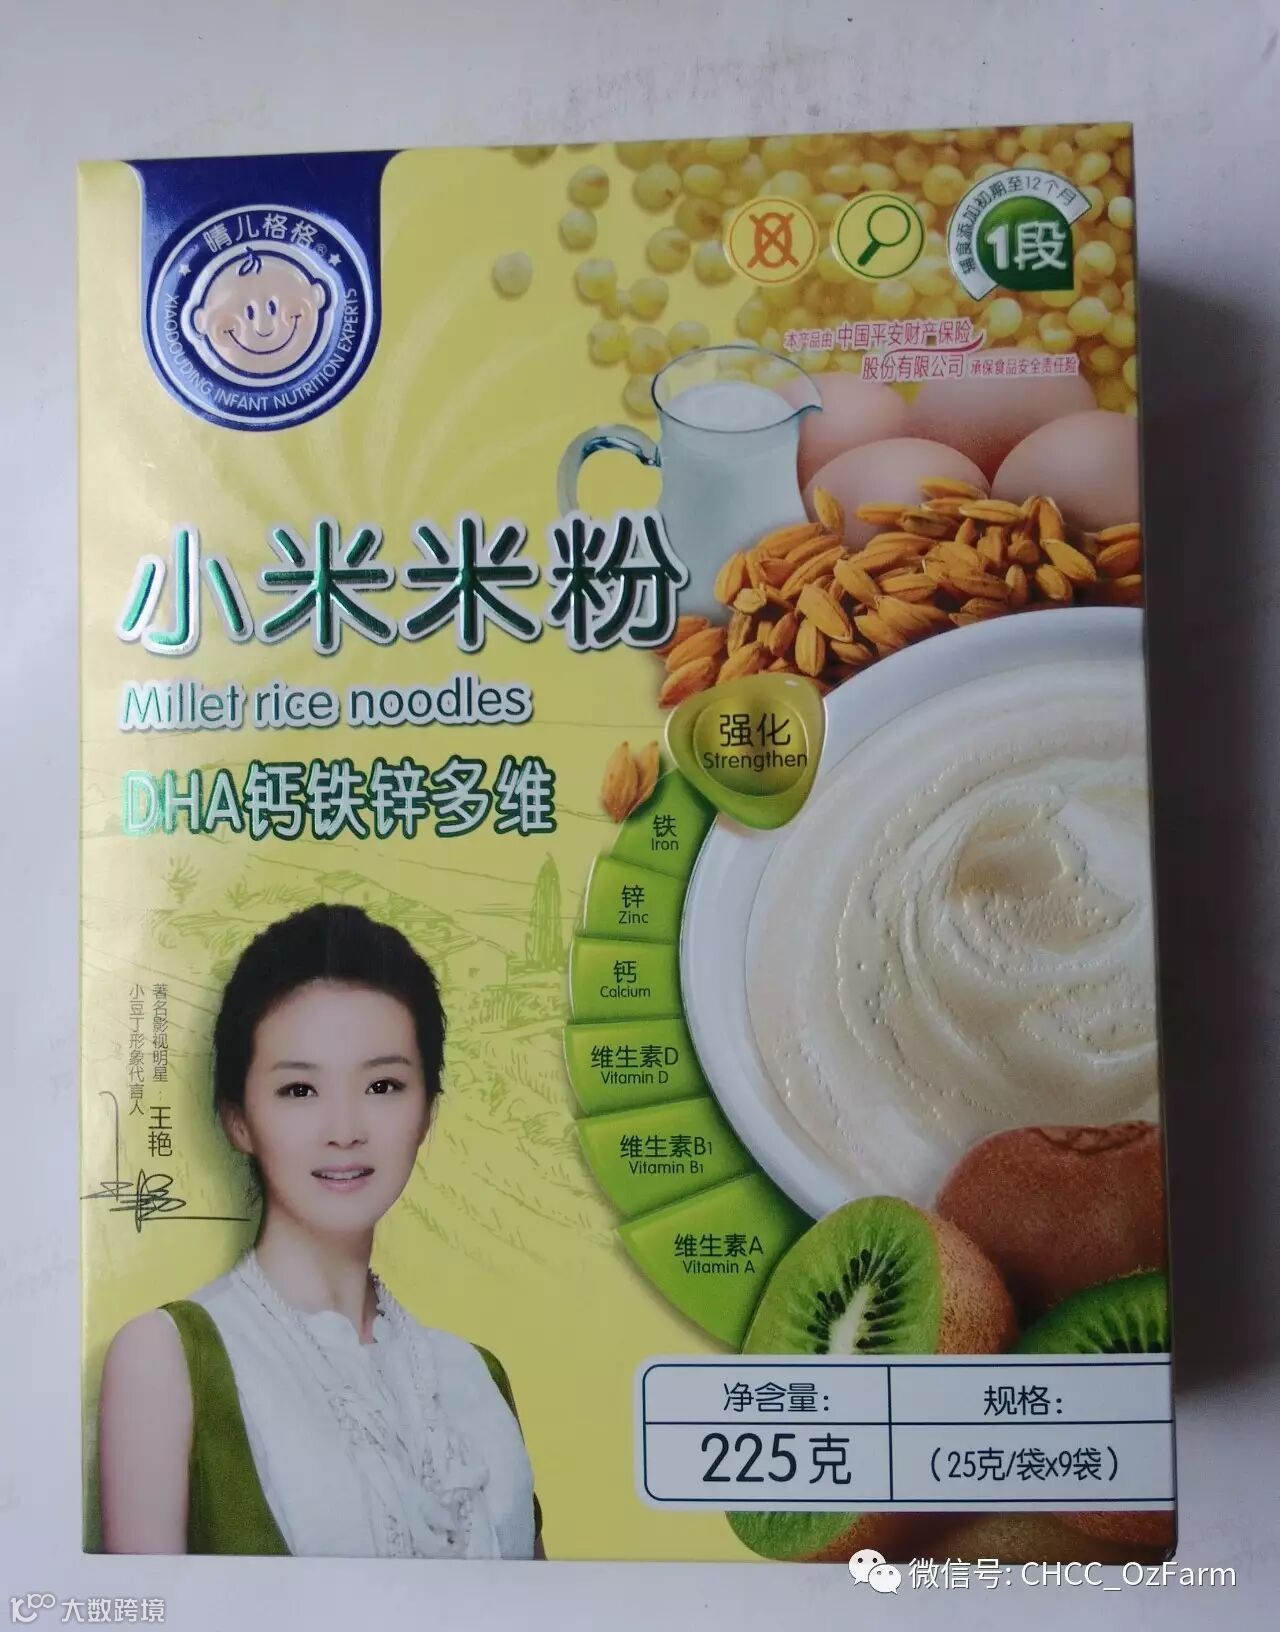 晴儿格格®
XIAODOUDING INFANT NUTRITION EXPERTS
辅食添加初期至12个月
1段
本产品由 中国平安财产保险
股份有限公司 承保食品安全责任险
小米米粉
Millet rice noodles
DHA钙铁锌多维
强化
Strengthen
铁
Iron
锌
Zinc
钙
Calcium
维生素D
Vitamin D
维生素B1
Vitamin B1
维生素A
Vitamin A
著名影视明星:王艳
小豆丁形象代言人
净含量:
规格:
225克
(25克/袋x9袋)
微信号: CHCC_OzFarm
大数跨境